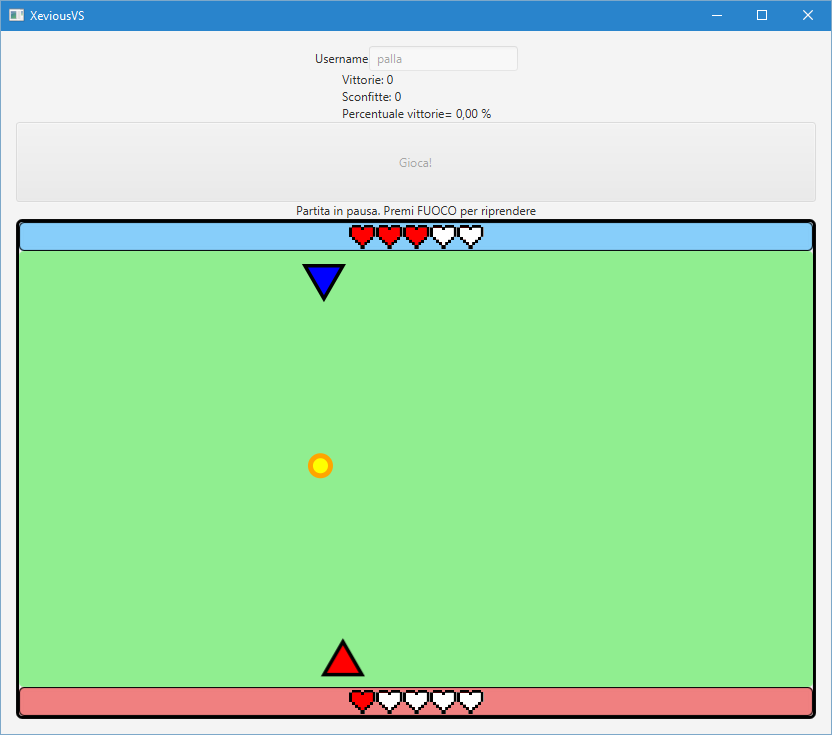 XeviousVS
Username palla
Vittorie: 0
Sconfitte: 0
Percentuale vittorie= 0,00 %
Gioca!
Partita in pausa. Premi FUOCO per riprendere